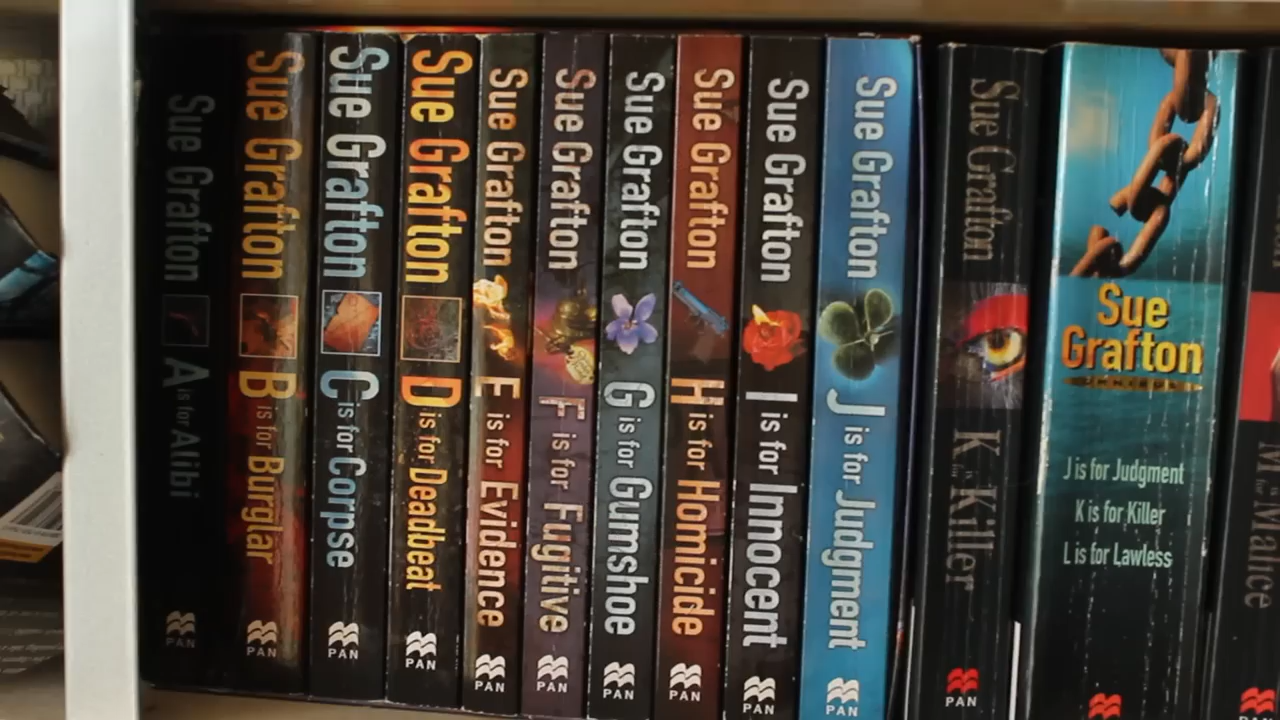 Sue Grafton A is for Alibi PAN
Sue Grafton B is for Burglar PAN
Sue Grafton C is for Corpse PAN
Sue Grafton D is for Deadbeat PAN
Sue Grafton E is for Evidence PAN
Sue Grafton F is for Fugitive PAN
Sue Grafton G is for Gumshoe PAN
Sue Grafton H is for Homicide PAN
Sue Grafton I is for Innocent PAN
Sue Grafton J is for Judgment PAN
Sue Grafton K is for Killer PAN
Sue
Grafton
OMNIBUS
J is for Judgment
K is for Killer
L is for Lawless
M is for Malice